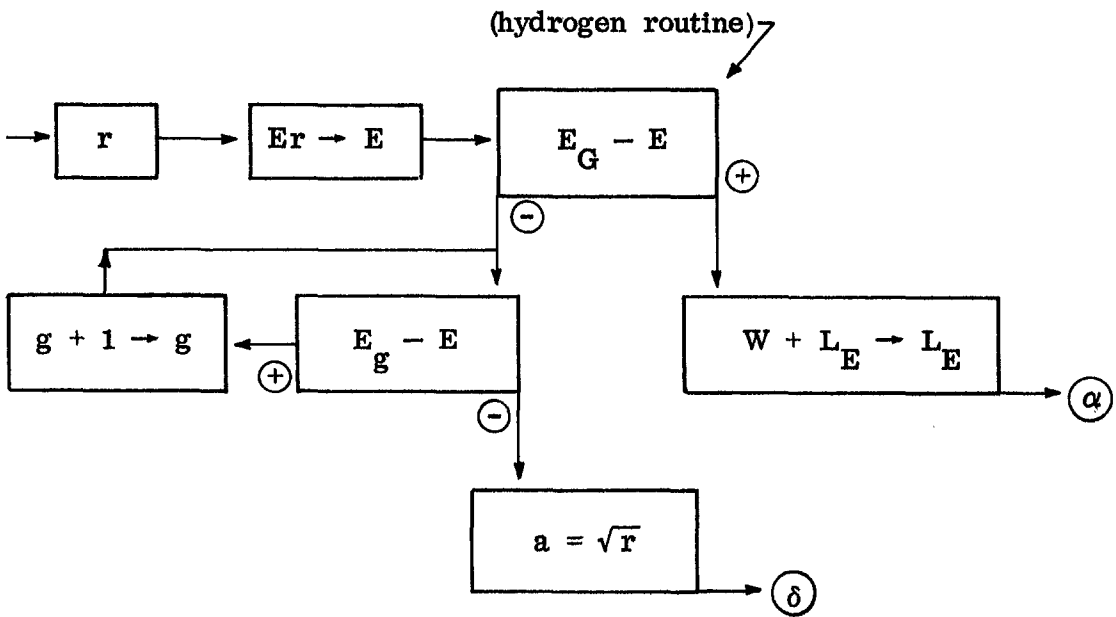 (hydrogen routine)
r
Er → E
E_G − E
+
−
g + 1 → g
E_g − E
W + L_E → L_E
+
−
α
a = √r
δ